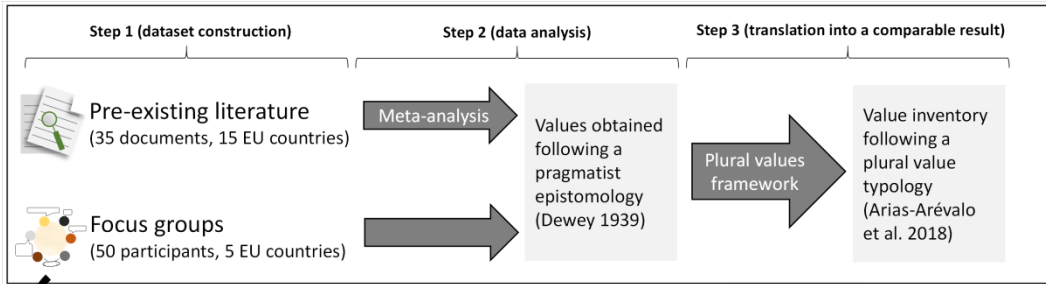 Step 1 (dataset construction)
Step 2 (data analysis)
Step 3 (translation into a comparable result)
Pre-existing literature
(35 documents, 15 EU countries)
Focus groups
(50 participants, 5 EU countries)
Meta-analysis
Values obtained
following a
pragmatist
epistomology
(Dewey 1939)
Plural values
framework
Value inventory
following a
plural value
typology
(Arias-Arévalo
et al. 2018)